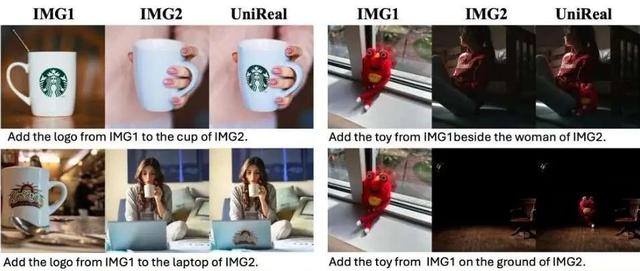 IMG1 IMG2 UniReal
IMG1 IMG2 UniReal
Add the logo from IMG1 to the cup of IMG2.
Add the toy from IMG1beside the woman of IMG2.
Add the logo from IMG1 to the laptop of IMG2.
Add the toy from IMG1 on the ground of IMG2.